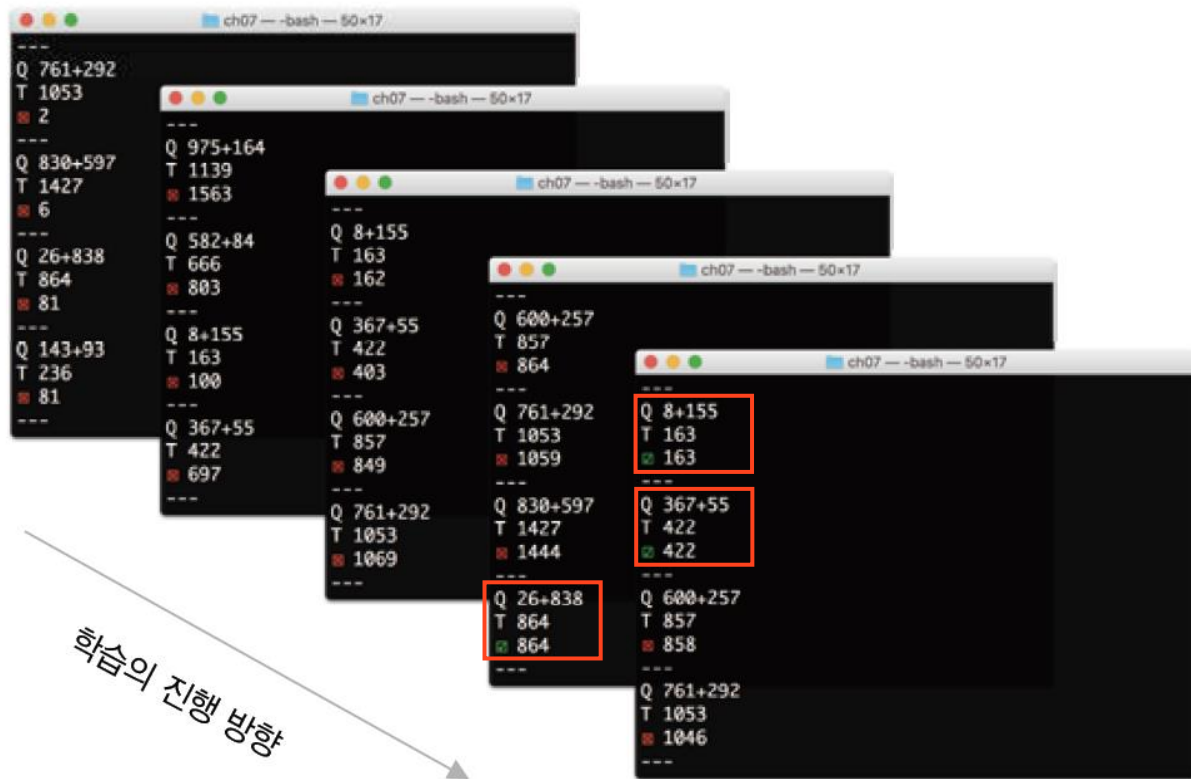 ch07 — -bash — 50×17
---
Q 761+292
T 1053
☒ 2
---
Q 830+597
T 1427
☒ 6
---
Q 26+838
T 864
☒ 81
---
Q 143+93
T 236
☒ 81
---
ch07 — -bash — 50×17
---
Q 975+164
T 1139
☒ 1563
---
Q 582+84
T 666
☒ 803
---
Q 8+155
T 163
☒ 100
---
Q 367+55
T 422
☒ 697
---
ch07 — -bash — 50×17
---
Q 8+155
T 163
☒ 162
---
Q 367+55
T 422
☒ 403
---
Q 600+257
T 857
☒ 849
---
Q 761+292
T 1053
☒ 1069
---
ch07 — -bash — 50×17
---
Q 600+257
T 857
☒ 864
---
Q 761+292
T 1053
☒ 1059
---
Q 830+597
T 1427
☒ 1444
---
Q 26+838
T 864
☑ 864
---
ch07 — -bash — 50×17
---
Q 8+155
T 163
☑ 163
---
Q 367+55
T 422
☑ 422
---
Q 600+257
T 857
☒ 858
---
Q 761+292
T 1053
☒ 1046
---
학습의 진행 방향